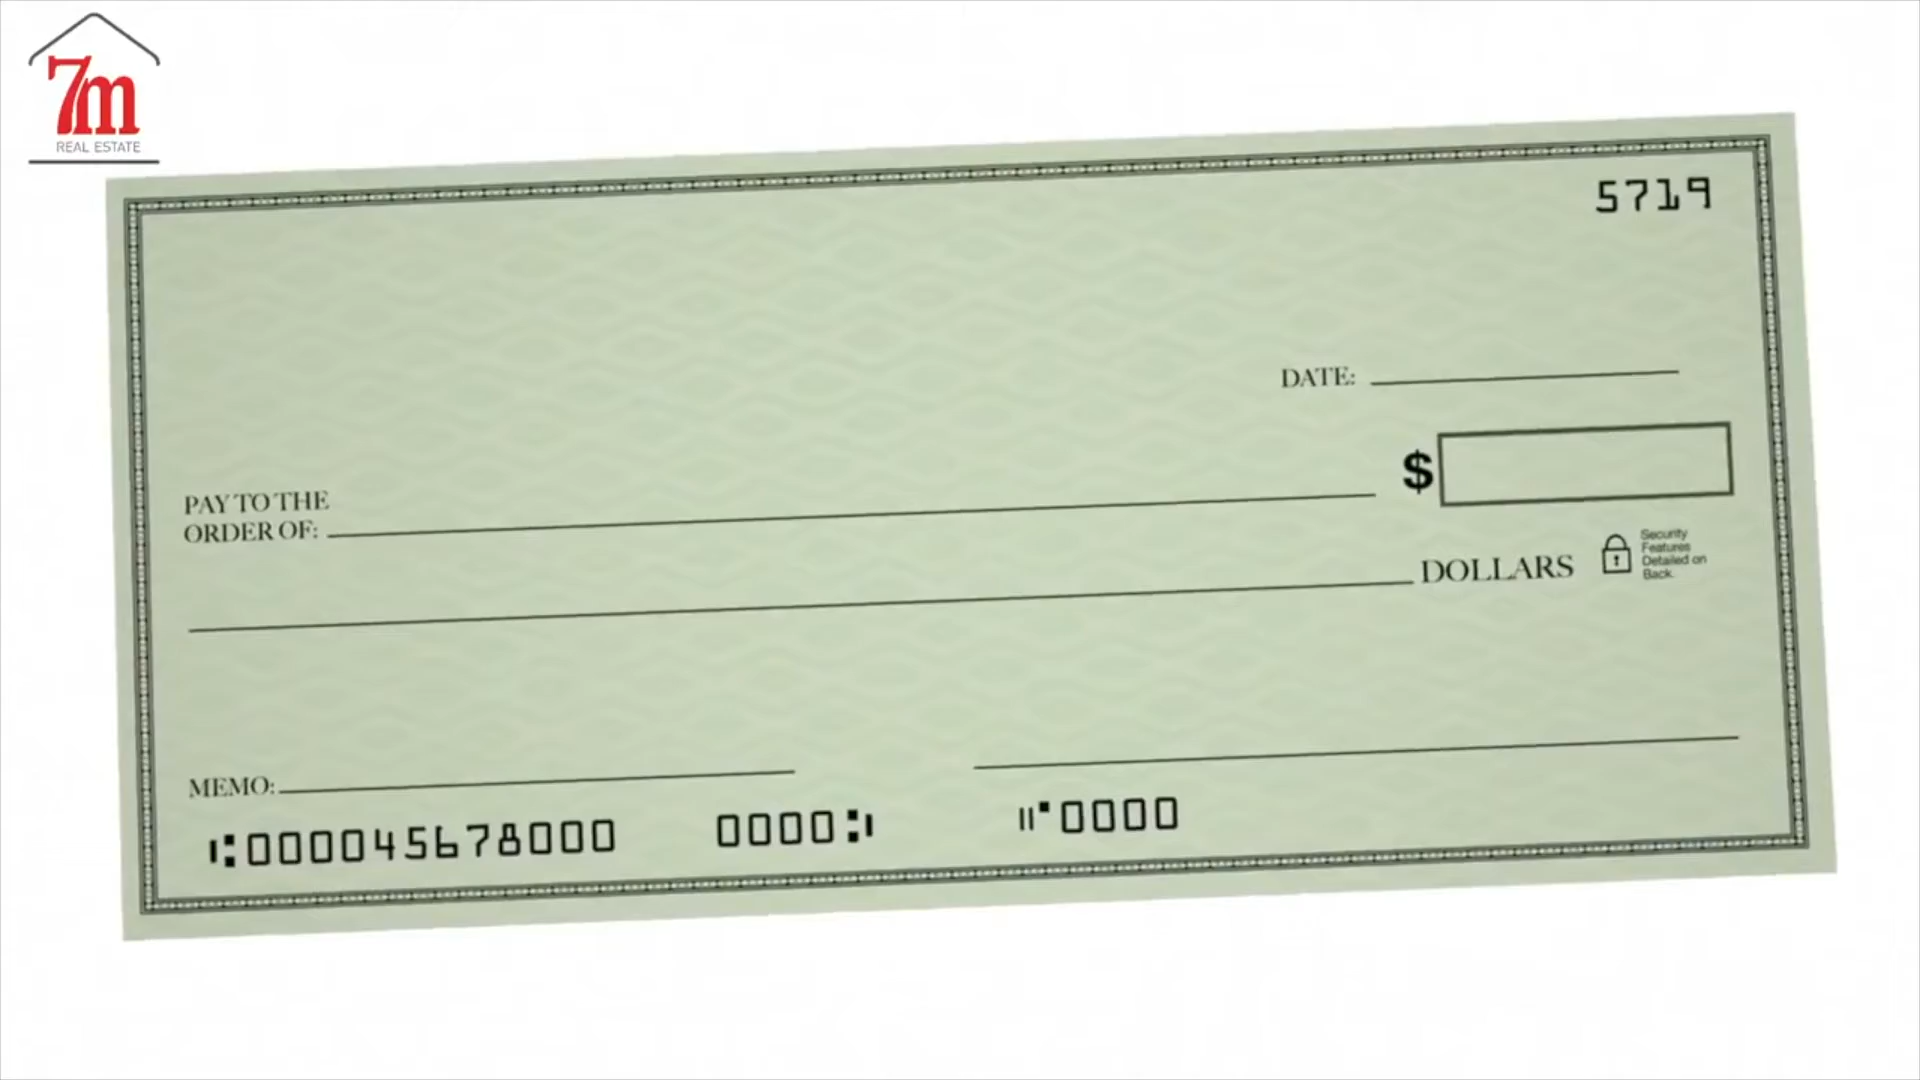 7m
REAL ESTATE
5719
DATE:
$
PAY TO THE
ORDER OF:
DOLLARS
Security
Features
Detailed on
Back.
MEMO:
⑆000045678000 0000⑆ ⑈0000